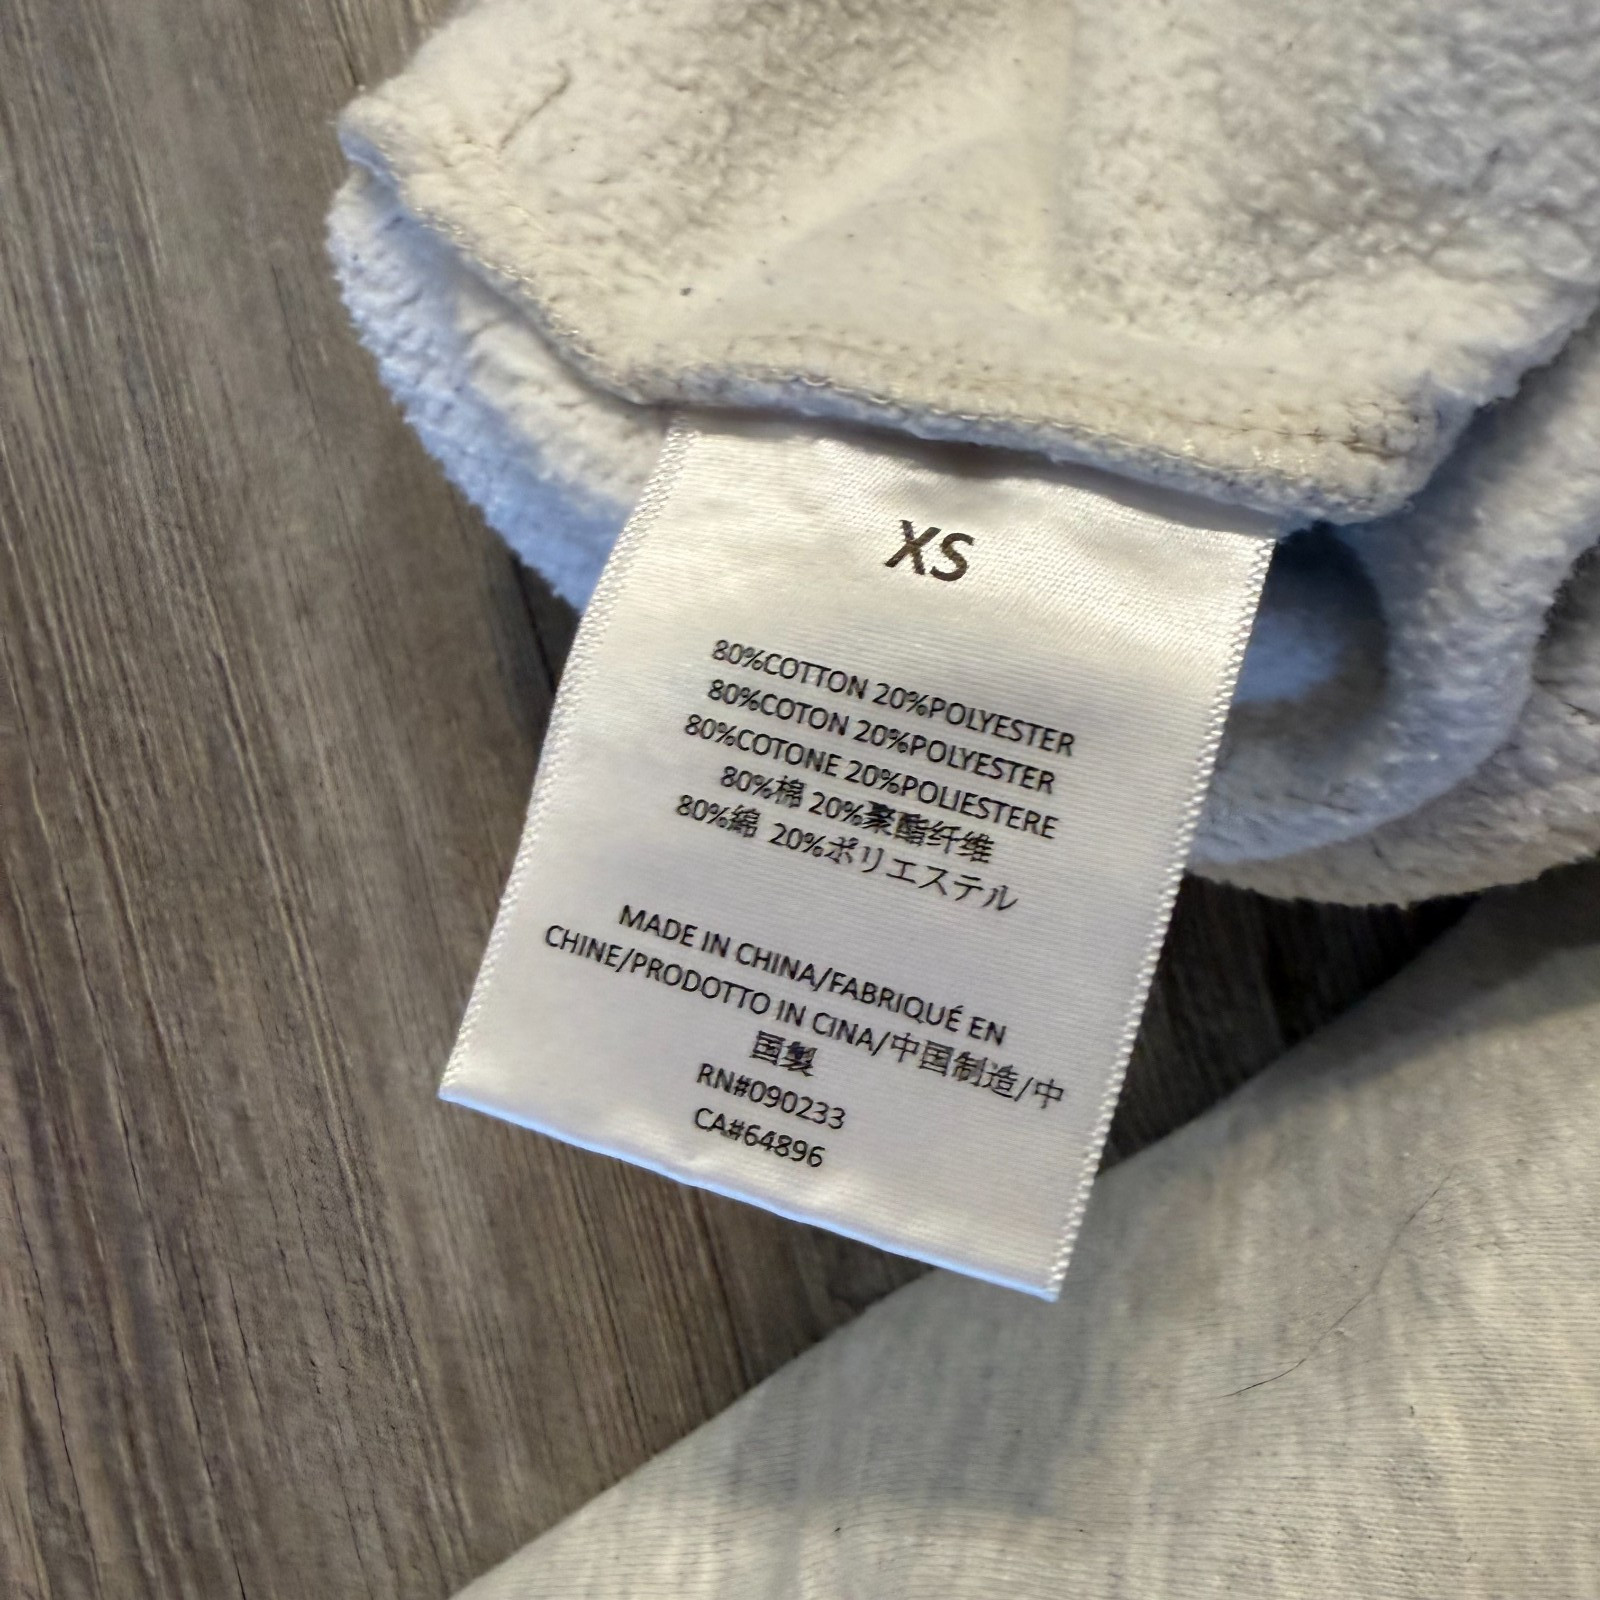 XS
80%COTTON 20%POLYESTER
80%COTON 20%POLYESTER
80%COTONE 20%POLIESTERE
80%棉 20%聚酯纤维
80%綿 20%ポリエステル
MADE IN CHINA/FABRIQUÉ EN
CHINE/PRODOTTO IN CINA/中国制造/中
国製
RN#090233
CA#64896